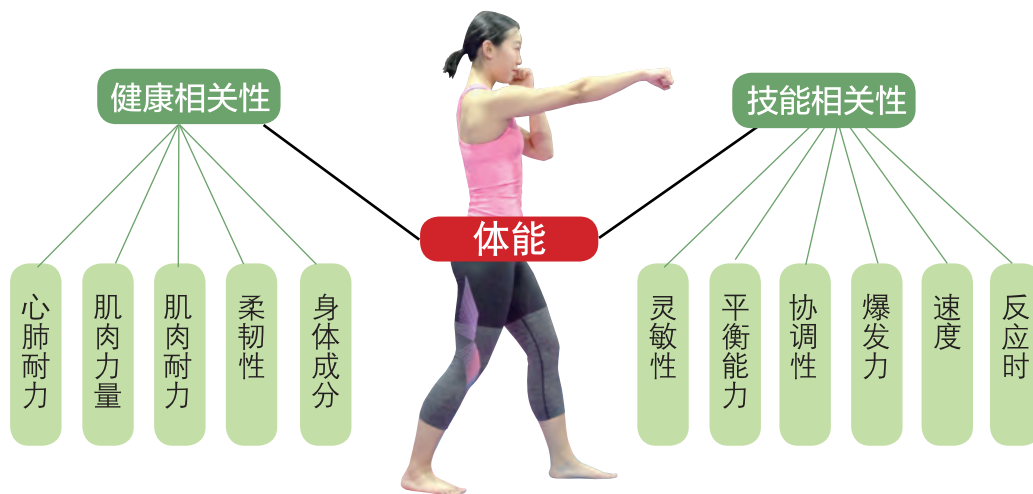 健康相关性
技能相关性
体能
心肺耐力
肌肉力量
肌肉耐力
柔韧性
身体成分
灵敏性
平衡能力
协调性
爆发力
速度
反应时